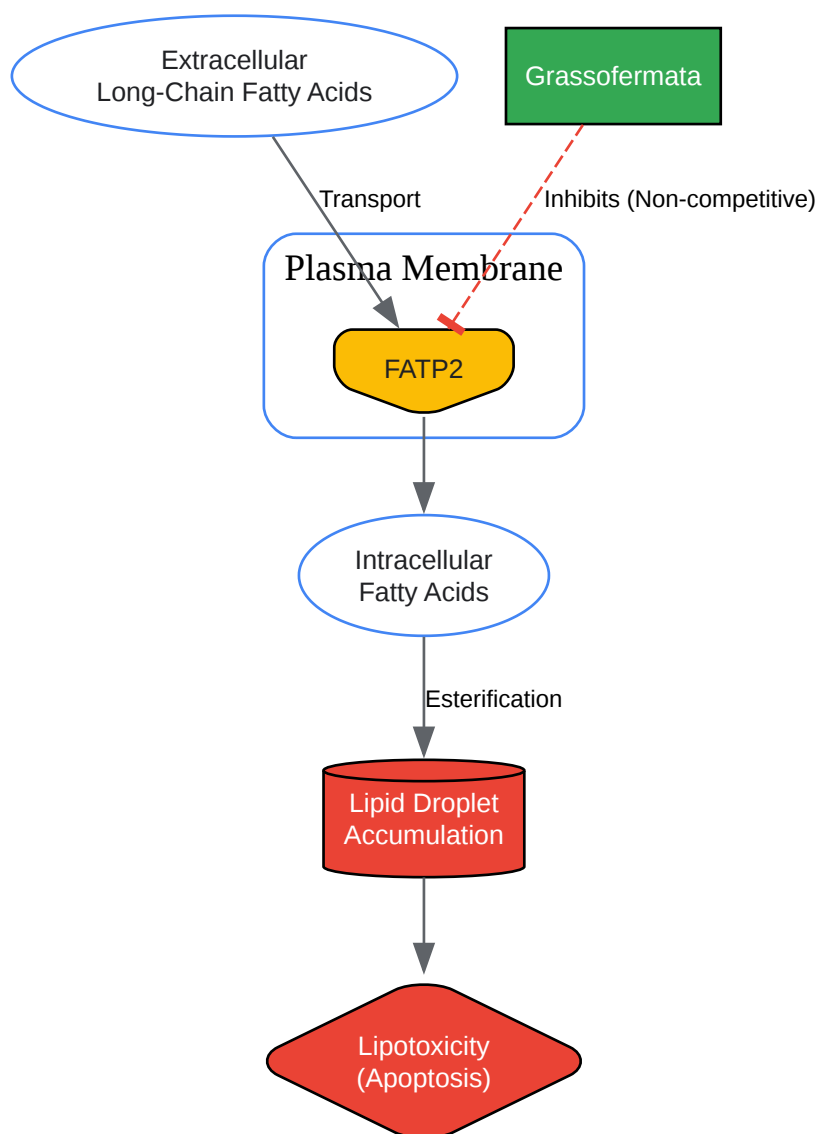 Extracellular
Long-Chain Fatty Acids
Grassofermata
Transport
Inhibits (Non-competitive)
Plasma Membrane
FATP2
Intracellular
Fatty Acids
Esterification
Lipid Droplet
Accumulation
Lipotoxicity
(Apoptosis)